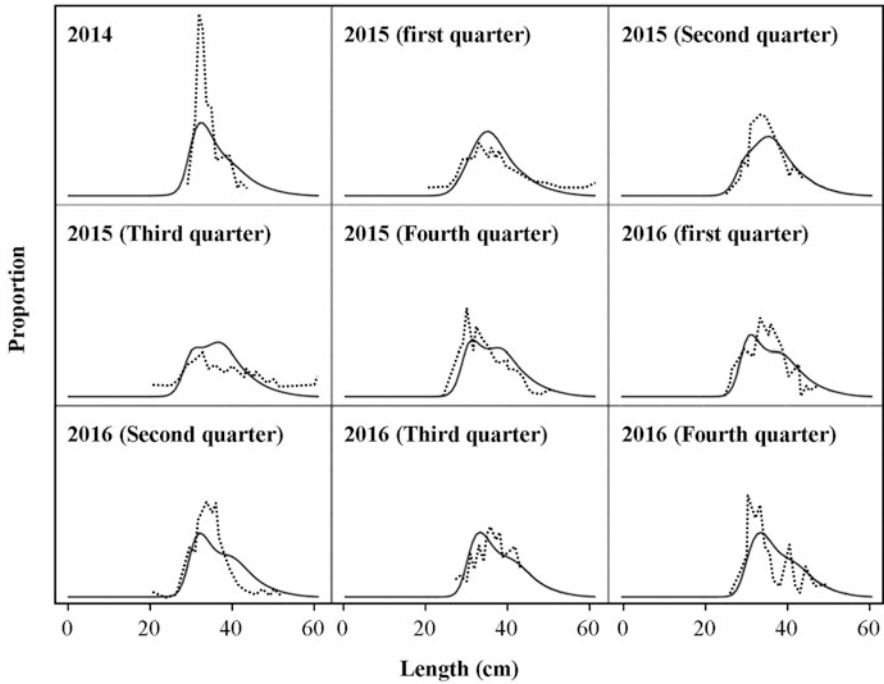 2014
2015 (first quarter)
2015 (Second quarter)
2015 (Third quarter)
2015 (Fourth quarter)
2016 (first quarter)
2016 (Second quarter)
2016 (Third quarter)
2016 (Fourth quarter)
Proportion
0 20 40 60 0 20 40 60 0 20 40 60
Length (cm)